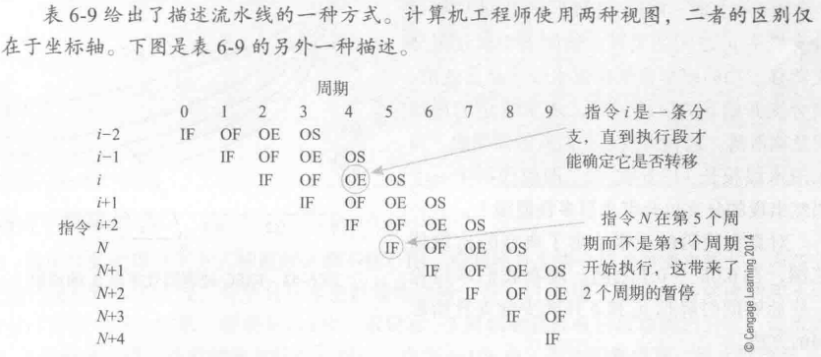 表 6-9 给出了描述流水线的一种方式。计算机工程师使用两种视图，二者的区别仅
在于坐标轴。下图是表 6-9 的另外一种描述。
周期
0 1 2 3 4 5 6 7 8 9
i−2 IF OF OE OS
i−1 IF OF OE OS
i IF OF OE OS
i+1 IF OF OE OS
指令 i+2 IF OF OE OS
N IF OF OE OS
N+1 IF OF OE OS
N+2 IF OF OE
N+3 IF OF
N+4 IF
指令 i 是一条分
支，直到执行段才
能确定它是否转移
指令 N 在第 5 个周
期而不是第 3 个周期
开始执行，这带来了
2 个周期的暂停
© Cengage Learning 2014